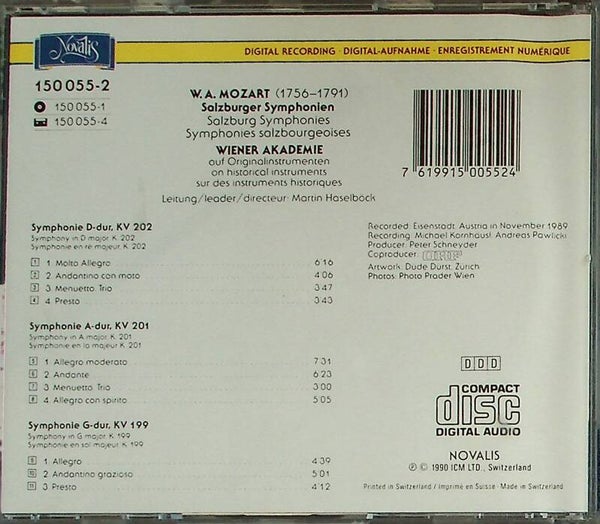 Novalis
DIGITAL RECORDING · DIGITAL-AUFNAHME · ENREGISTREMENT NUMÉRIQUE
150 055-2
150 055-1
150 055-4
W. A. MOZART (1756–1791)
Salzburger Symphonien
Salzburg Symphonies
Symphonies salzbourgeoises
WIENER AKADEMIE
auf Originalinstrumenten
on historical instruments
sur des instruments historiques
Leitung/leader/directeur: Martin Haselböck
7 619915 005524
Symphonie D-dur, KV 202
Symphony in D major K. 202
Symphonie en ré majeur K. 202
1 1. Molto Allegro 6:16
2 2. Andantino con moto 4:06
3 3. Menuetto. Trio 3:47
4 4. Presto 3:43
Symphonie A-dur, KV 201
Symphony in A major K. 201
Symphonie en la majeur K. 201
5 1. Allegro moderato 7:31
6 2. Andante 6:23
7 3. Menuetto. Trio 3:00
8 4. Allegro con spirito 5:05
Symphonie G-dur, KV 199
Symphony in G major K. 199
Symphonie en sol majeur K. 199
9 1. Allegro 4:39
10 2. Andantino grazioso 5:01
11 3. Presto 4:12
Recorded: Eisenstadt, Austria in November 1989
Recording: Michael Kornhäusl, Andreas Pawlicki
Producer: Peter Schneyder
Coproducer:
Artwork: Dude Durst, Zürich
Photos: Photo Prader Wien
DDD
COMPACT
disc
DIGITAL AUDIO
NOVALIS
℗ © 1990 ICM LTD., Switzerland
Printed in Switzerland / Imprimé en Suisse · Made in Switzerland